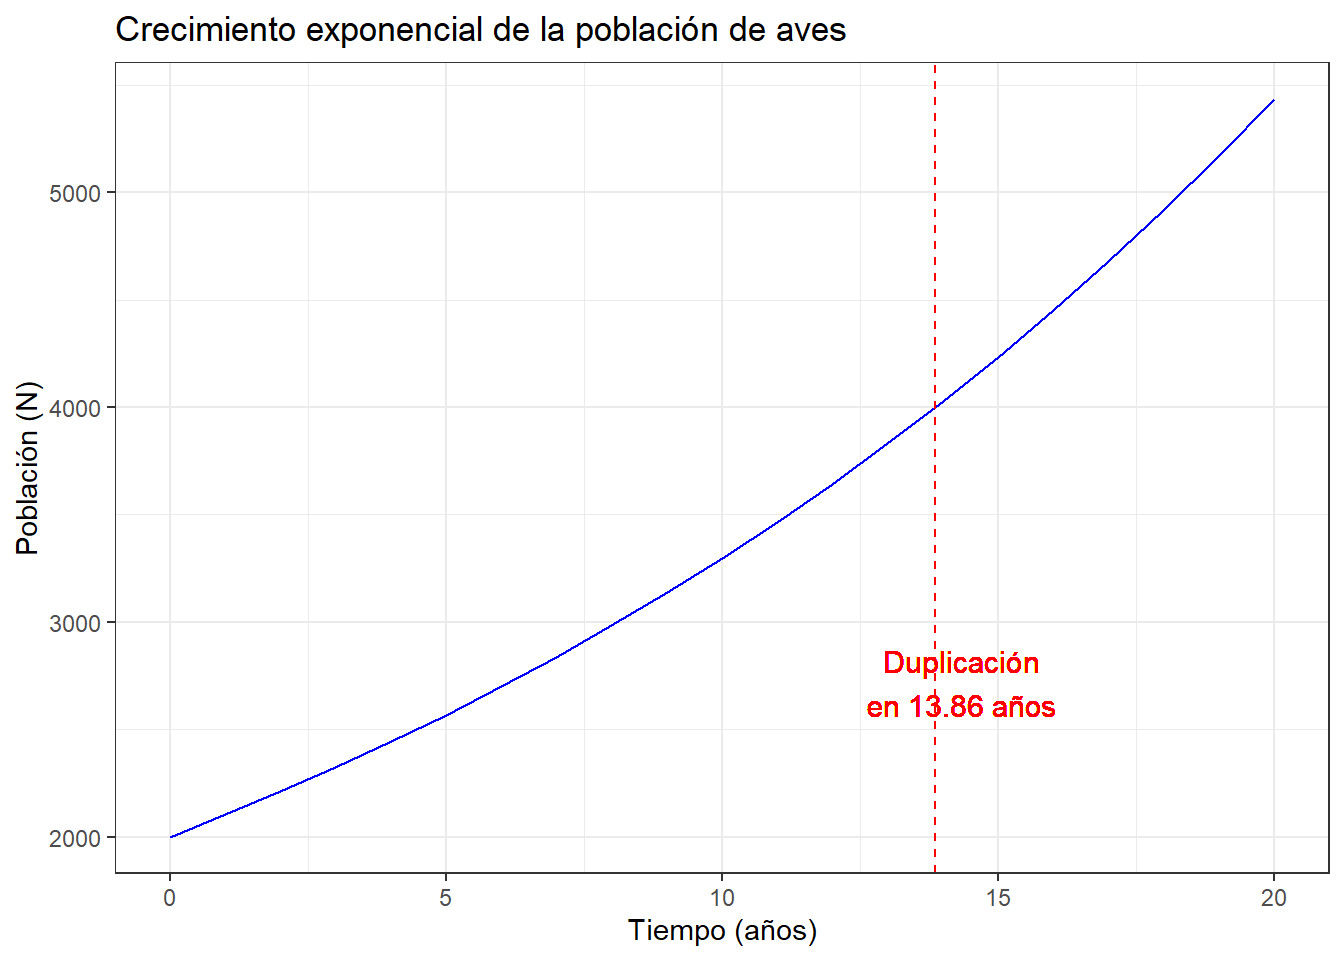 Crecimiento exponencial de la población de aves
Población (N)
5000
4000
3000
2000
Duplicación
en 13.86 años
0 5 10 15 20
Tiempo (años)